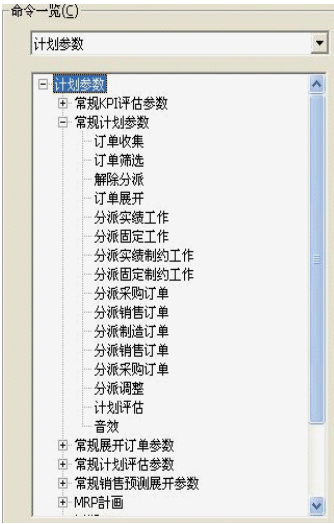 命令一览(C)
计划参数
计划参数
常规KPI评估参数
常规计划参数
订单收集
订单筛选
解除分派
订单展开
分派实绩工作
分派固定工作
分派实绩制约工作
分派固定制约工作
分派采购订单
分派销售订单
分派制造订单
分派销售订单
分派采购订单
分派调整
计划评估
音效
常规展开订单参数
常规计划评估参数
常规销售预测展开参数
MRP計画